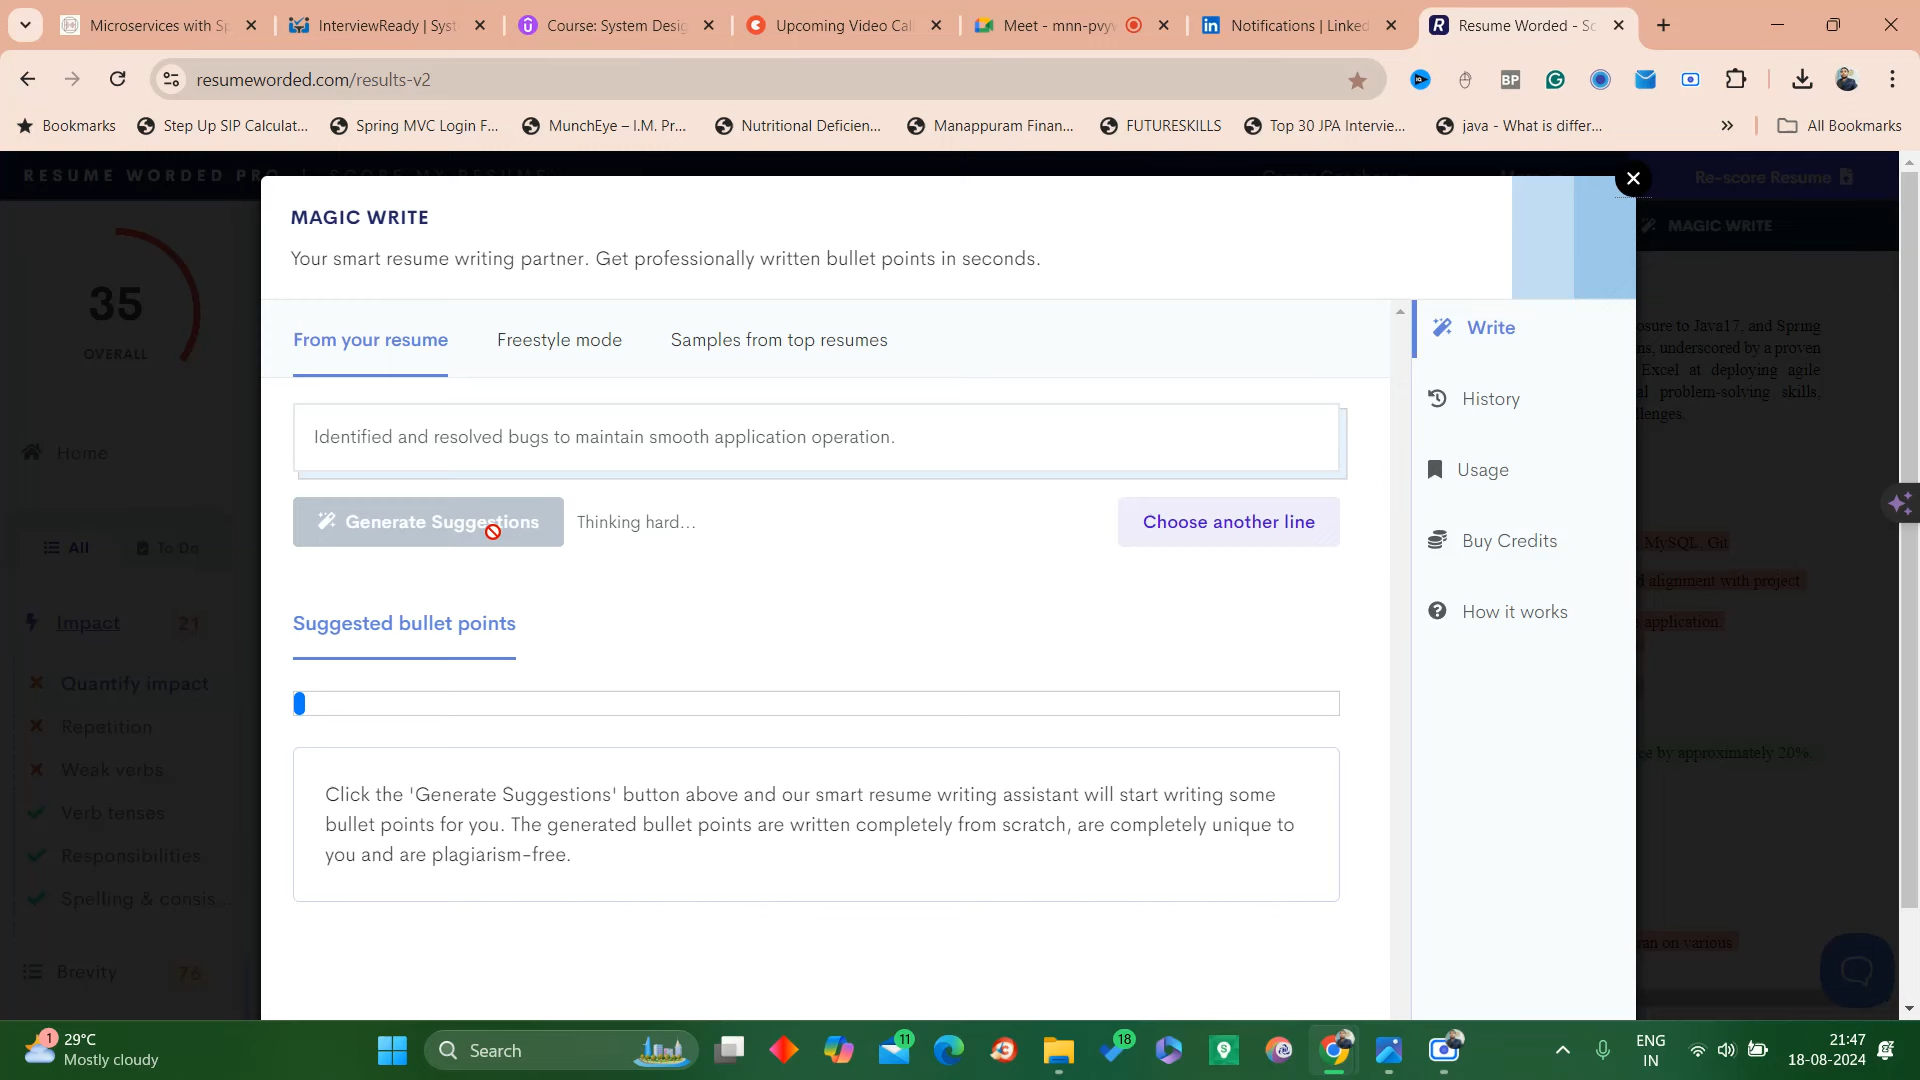 Microservices with Sp
InterviewReady | Syst
Course: System Desig
Upcoming Video Call
Meet - mnn-pvyv
Notifications | Linked
Resume Worded - Sc
resumeworded.com/results-v2
BP
Bookmarks
Step Up SIP Calculat...
Spring MVC Login F...
MunchEye – I.M. Pr...
Nutritional Deficien...
Manappuram Finan...
FUTURESKILLS
Top 30 JPA Intervie...
java - What is differ...
All Bookmarks
RESUME WORDED PRO | SCORE MY RESUME
Re-score Resume
MAGIC WRITE
35
OVERALL
Home
All
To Do
Impact 21
Quantify impact
Repetition
Weak verbs
Verb tenses
Responsibilities
Spelling & consis...
Brevity 76
MAGIC WRITE
Your smart resume writing partner. Get professionally written bullet points in seconds.
From your resume
Freestyle mode
Samples from top resumes
Identified and resolved bugs to maintain smooth application operation.
Generate Suggestions
Thinking hard...
Choose another line
Suggested bullet points
Click the 'Generate Suggestions' button above and our smart resume writing assistant will start writing some
bullet points for you. The generated bullet points are written completely from scratch, are completely unique to
you and are plagiarism-free.
Write
History
Usage
Buy Credits
How it works
osure to Java17, and Spring
ns, underscored by a proven
Excel at deploying agile
al problem-solving skills,
llenges.
MySQL, Git
d alignment with project
application.
ce by approximately 20%.
ran on various
1
29°C
Mostly cloudy
Search
11
18
ENG
IN
21:47
18-08-2024